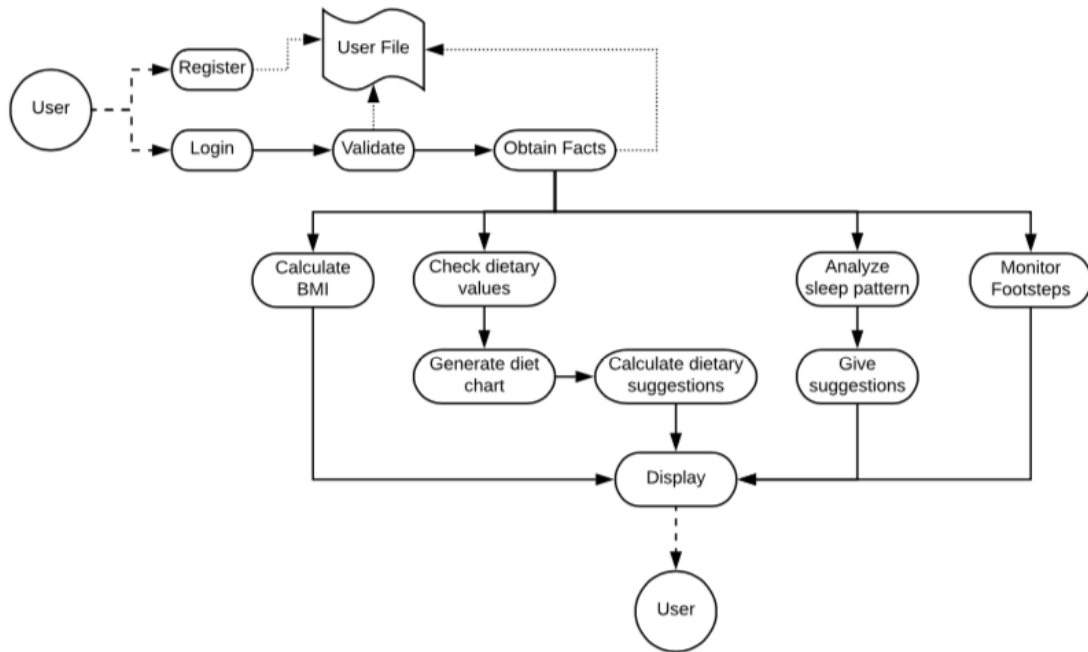 User File
Register
User
Login
Validate
Obtain Facts
Calculate
BMI
Check dietary
values
Analyze
sleep pattern
Monitor
Footsteps
Generate diet
chart
Calculate dietary
suggestions
Give
suggestions
Display
User